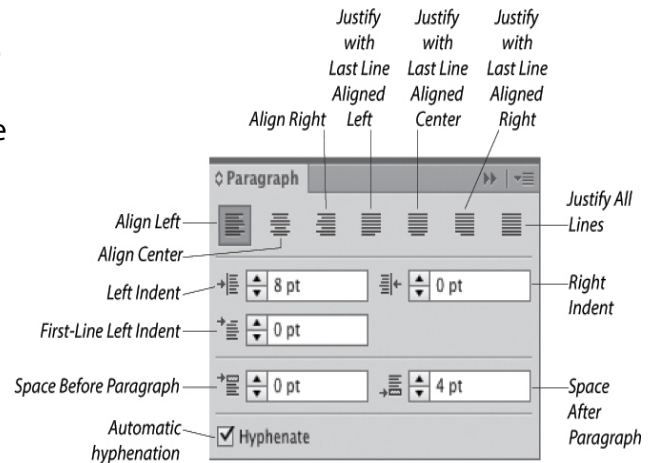 e
Justify
with
Last Line
Aligned
Left
Justify
with
Last Line
Aligned
Center
Justify
with
Last Line
Aligned
Right
Align Right
Paragraph
Align Left
Align Center
Justify All
Lines
Left Indent
8 pt
0 pt
Right
Indent
First-Line Left Indent
0 pt
Space Before Paragraph
0 pt
4 pt
Space
After
Paragraph
Automatic
hyphenation
Hyphenate